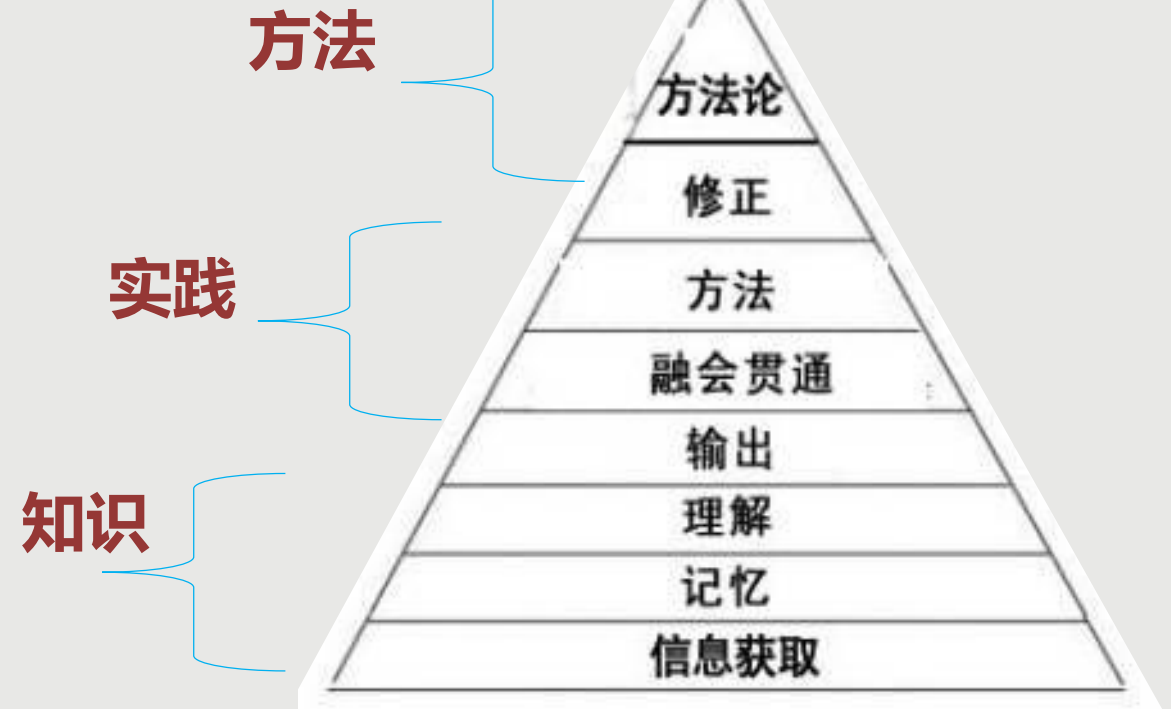 方法
方法论
修正
实践
方法
融会贯通
输出
知识
理解
记忆
信息获取